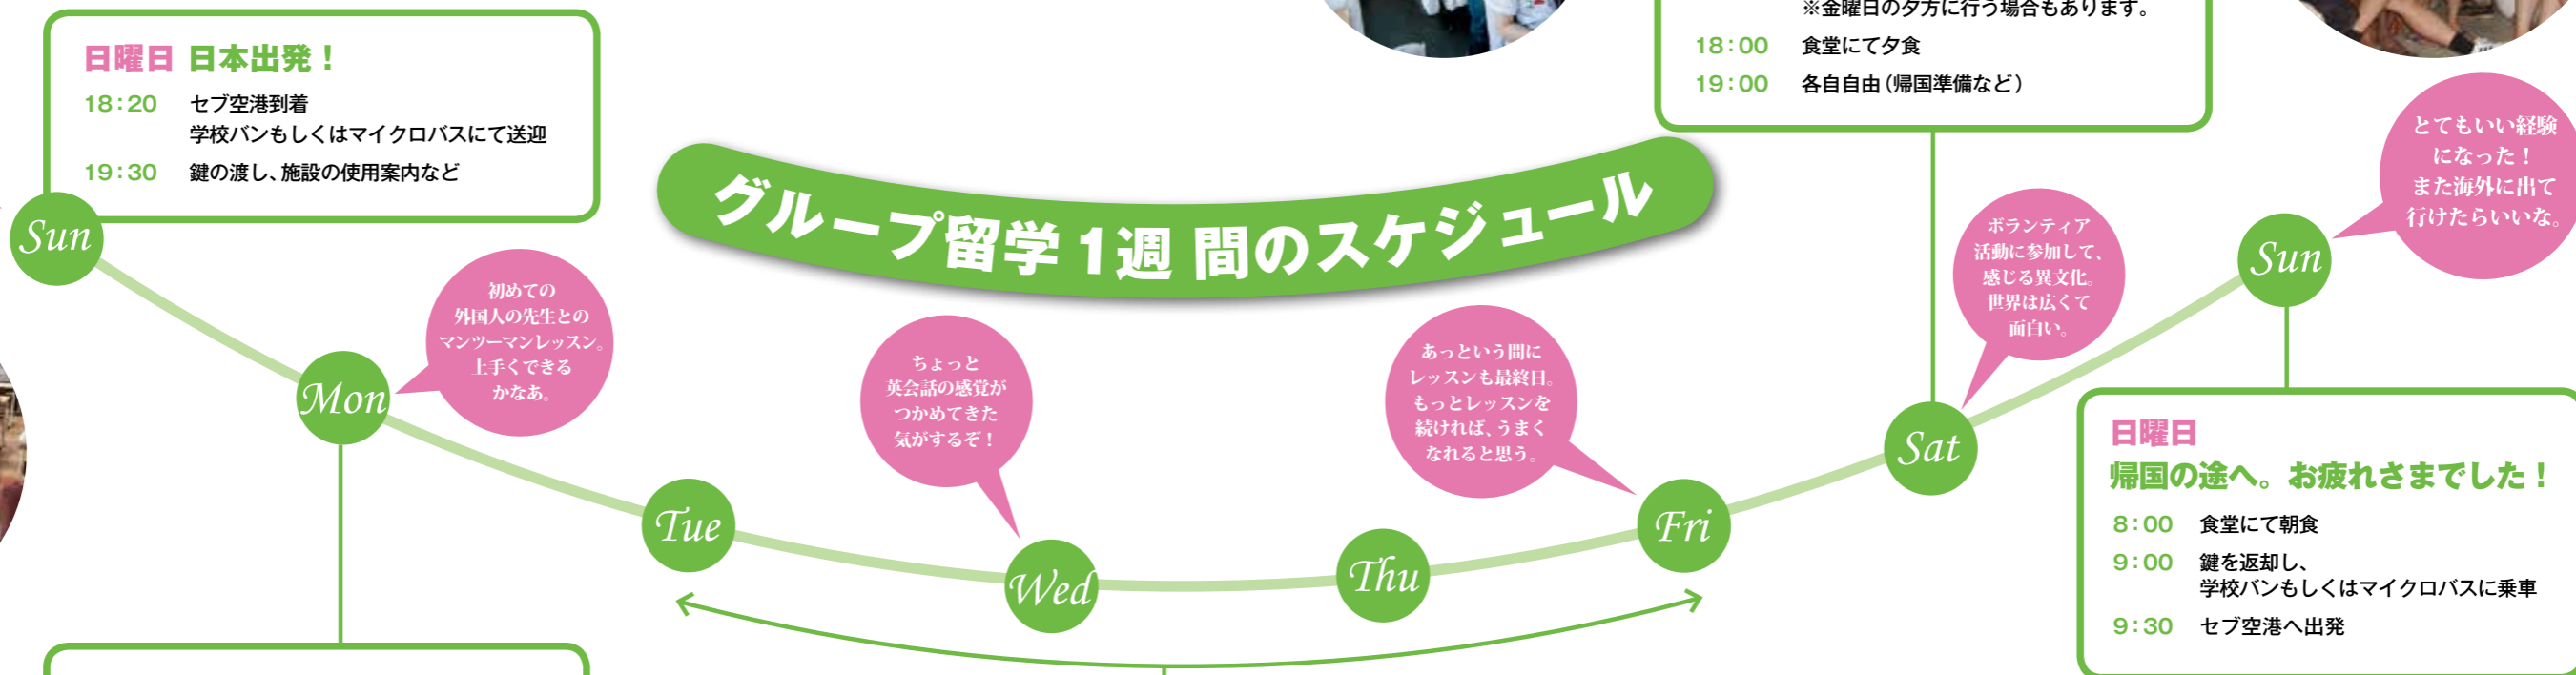 日曜日 日本出発！
18：20 セブ空港到着
学校バンもしくはマイクロバスにて送迎
19：30 鍵の渡し、施設の使用案内など
※金曜日の夕方に行う場合もあります。
18：00 食堂にて夕食
19：00 各自自由（帰国準備など）
グループ留学1週 間のスケジュール
Sun
Mon
初めての
外国人の先生との
マンツーマンレッスン。
上手くできる
かなあ。
Tue
ちょっと
英会話の感覚が
つかめてきた
気がするぞ！
Wed
Thu
あっという間に
レッスンも最終日。
もっとレッスンを
続ければ、うまく
なれると思う。
Fri
ボランティア
活動に参加して、
感じる異文化。
世界は広くて
面白い。
Sat
とてもいい経験
になった！
また海外に出て
行けたらいいな。
Sun
日曜日
帰国の途へ。お疲れさまでした！
8：00 食堂にて朝食
9：00 鍵を返却し、
学校バンもしくはマイクロバスに乗車
9：30 セブ空港へ出発